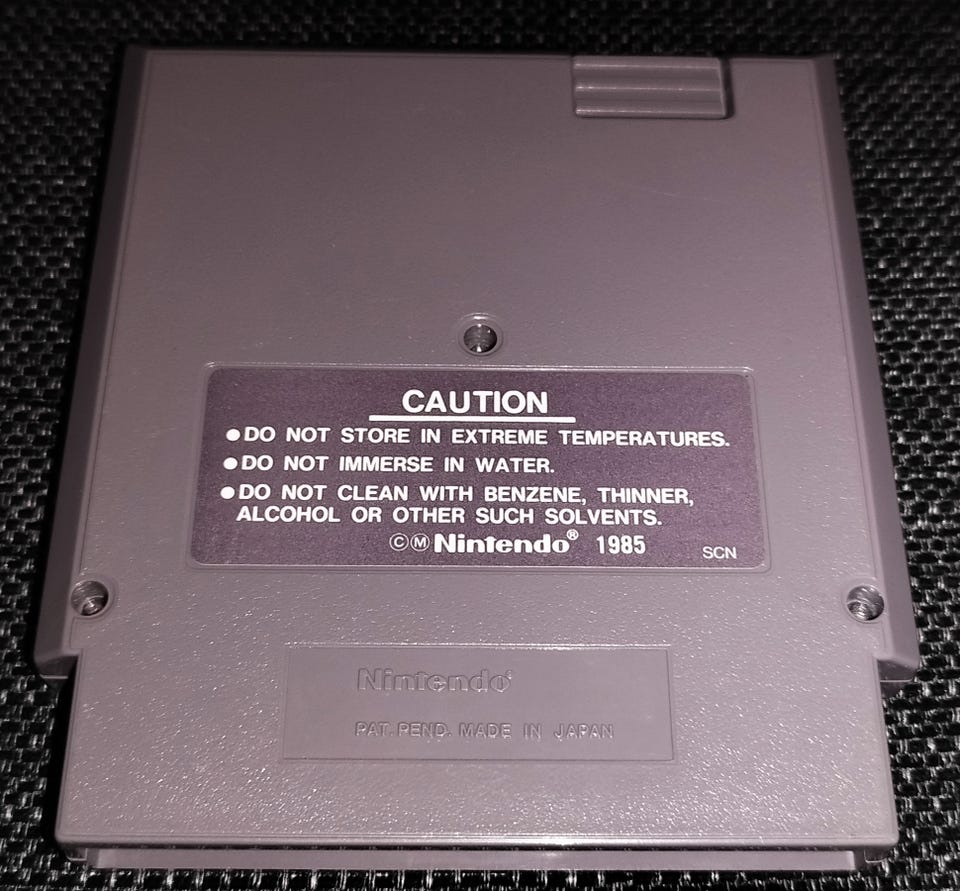 CAUTION
●DO NOT STORE IN EXTREME TEMPERATURES.
●DO NOT IMMERSE IN WATER.
●DO NOT CLEAN WITH BENZENE, THINNER,
ALCOHOL OR OTHER SUCH SOLVENTS.
©Ⓜ Nintendo® 1985 SCN
Nintendo®
PAT. PEND. MADE IN JAPAN